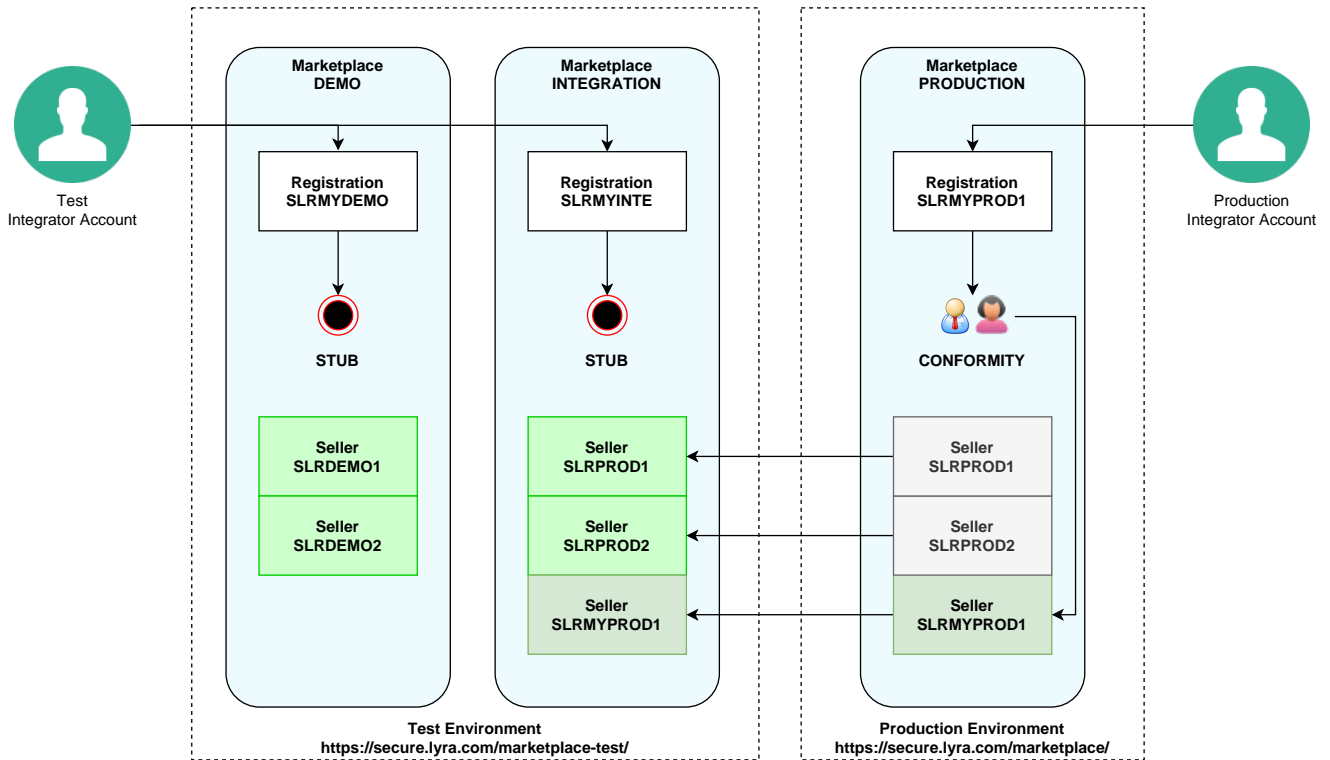 Marketplace
DEMO
Marketplace
INTEGRATION
Marketplace
PRODUCTION
Test
Integrator Account
Production
Integrator Account
Registration
SLRMYDEMO
Registration
SLRMYINTE
Registration
SLRMYPROD1
STUB
STUB
CONFORMITY
Seller
SLRDEMO1
Seller
SLRPROD1
Seller
SLRPROD1
Seller
SLRDEMO2
Seller
SLRPROD2
Seller
SLRPROD2
Seller
SLRMYPROD1
Seller
SLRMYPROD1
Test Environment
https://secure.lyra.com/marketplace-test/
Production Environment
https://secure.lyra.com/marketplace/